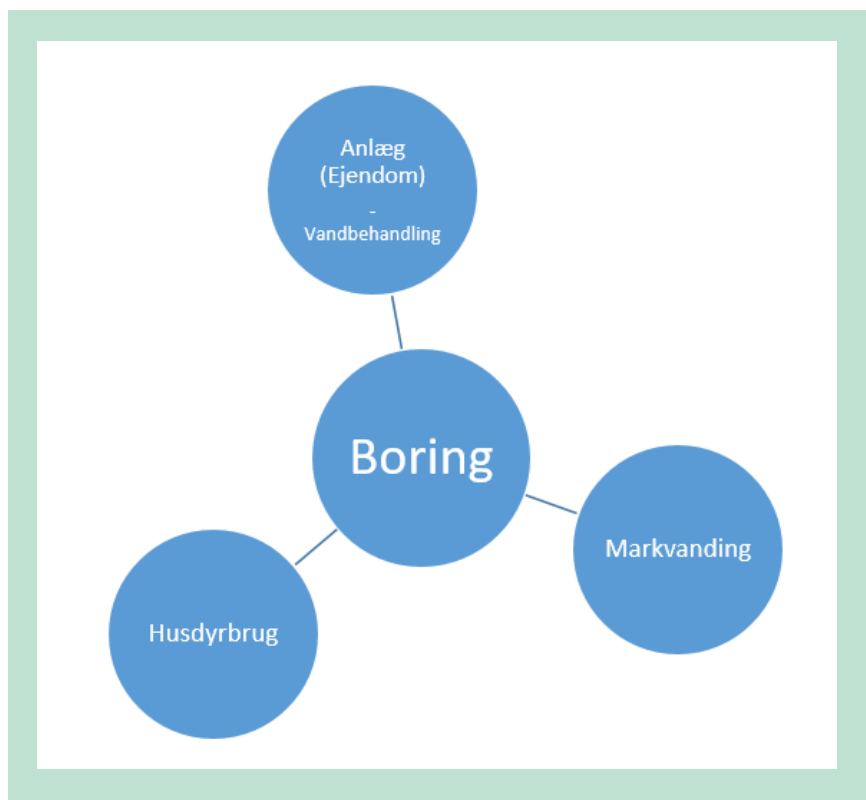 Anlæg
(Ejendom)
-
Vandbehandling
Boring
Markvanding
Husdyrbrug